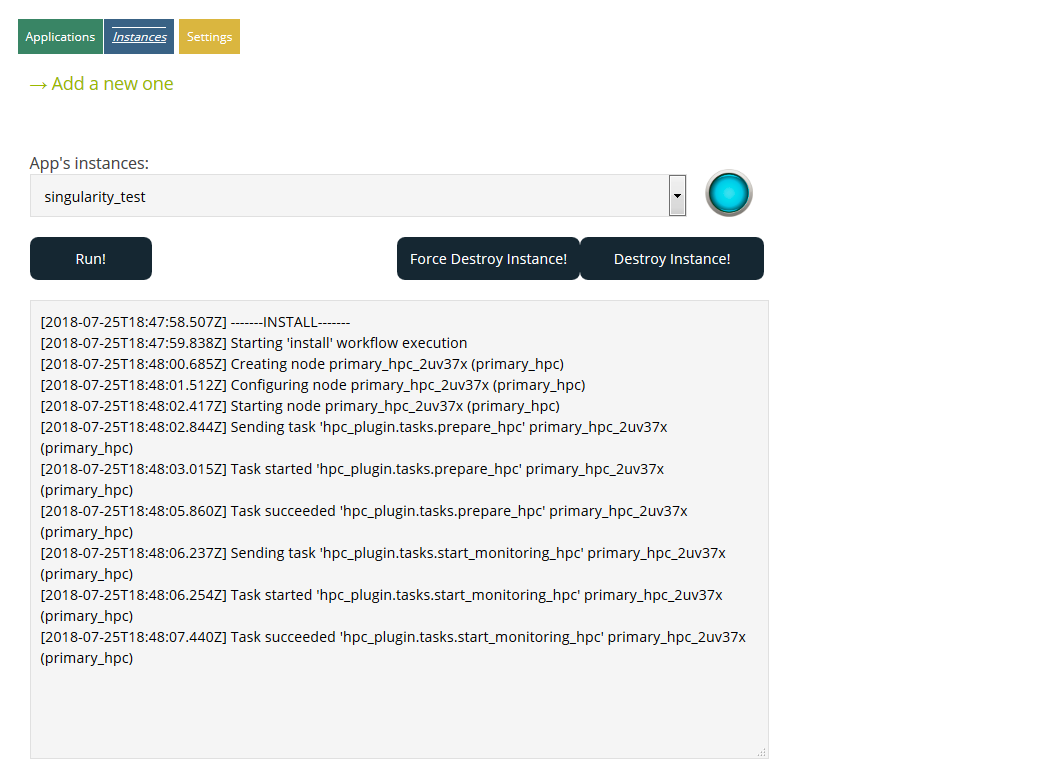 Applications Instances Settings
→ Add a new one
App's instances:
singularity_test
Run! Force Destroy Instance! Destroy Instance!
[2018-07-25T18:47:58.507Z] -------INSTALL-------
[2018-07-25T18:47:59.838Z] Starting 'install' workflow execution
[2018-07-25T18:48:00.685Z] Creating node primary_hpc_2uv37x (primary_hpc)
[2018-07-25T18:48:01.512Z] Configuring node primary_hpc_2uv37x (primary_hpc)
[2018-07-25T18:48:02.417Z] Starting node primary_hpc_2uv37x (primary_hpc)
[2018-07-25T18:48:02.844Z] Sending task 'hpc_plugin.tasks.prepare_hpc' primary_hpc_2uv37x
(primary_hpc)
[2018-07-25T18:48:03.015Z] Task started 'hpc_plugin.tasks.prepare_hpc' primary_hpc_2uv37x
(primary_hpc)
[2018-07-25T18:48:05.860Z] Task succeeded 'hpc_plugin.tasks.prepare_hpc' primary_hpc_2uv37x
(primary_hpc)
[2018-07-25T18:48:06.237Z] Sending task 'hpc_plugin.tasks.start_monitoring_hpc' primary_hpc_2uv37x
(primary_hpc)
[2018-07-25T18:48:06.254Z] Task started 'hpc_plugin.tasks.start_monitoring_hpc' primary_hpc_2uv37x
(primary_hpc)
[2018-07-25T18:48:07.440Z] Task succeeded 'hpc_plugin.tasks.start_monitoring_hpc' primary_hpc_2uv37x
(primary_hpc)